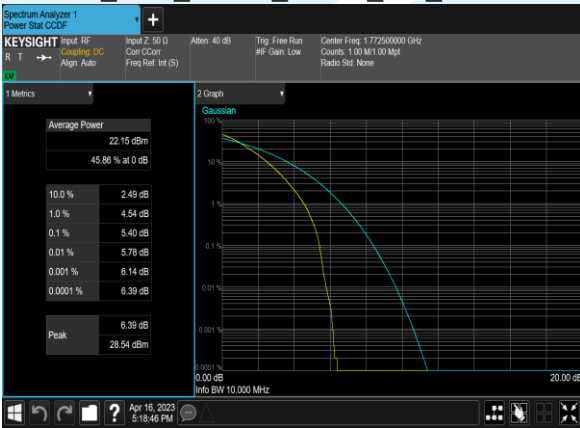 Spectrum Analyzer 1
Power Stat CCDF
+
KEYSIGHT
R T
LV
Input: RF
Coupling: DC
Align: Auto
Input Z: 50 Ω
Corr CCorr
Freq Ref: Int (S)
Atten: 40 dB
Trig: Free Run
#IF Gain: Low
Center Freq: 1.772500000 GHz
Counts: 1.00 M/1.00 Mpt
Radio Std: None
1 Metrics
Average Power
22.15 dBm
45.86 % at 0 dB
10.0 % 2.49 dB
1.0 % 4.54 dB
0.1 % 5.40 dB
0.01 % 5.78 dB
0.001 % 6.14 dB
0.0001 % 6.39 dB
Peak
6.39 dB
28.54 dBm
2 Graph
Gaussian
100 %
10 %
1 %
0.1 %
0.01 %
0.001 %
0.0001 %
0.00 dB 20.00 dB
Info BW 10.000 MHz
?
Apr 16, 2023
5:18:46 PM